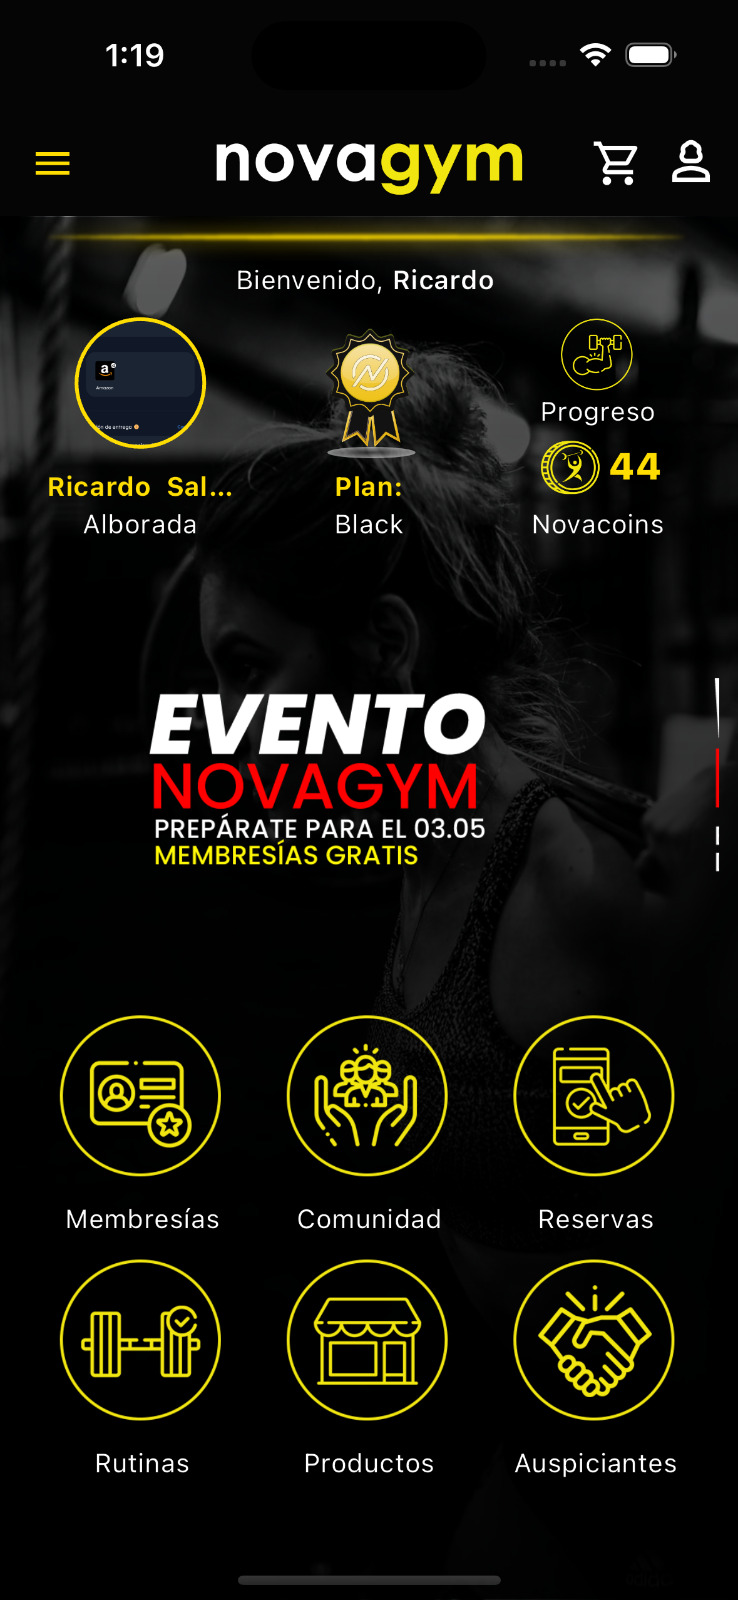 1:19
novagym
Bienvenido, Ricardo
a
Amazon
Progreso
44
Ricardo Sal...
Plan:
Alborada
Black
Novacoins
EVENTO
NOVAGYM
PREPÁRATE PARA EL 03.05
MEMBRESÍAS GRATIS
Membresías
Comunidad
Reservas
Rutinas
Productos
Auspiciantes